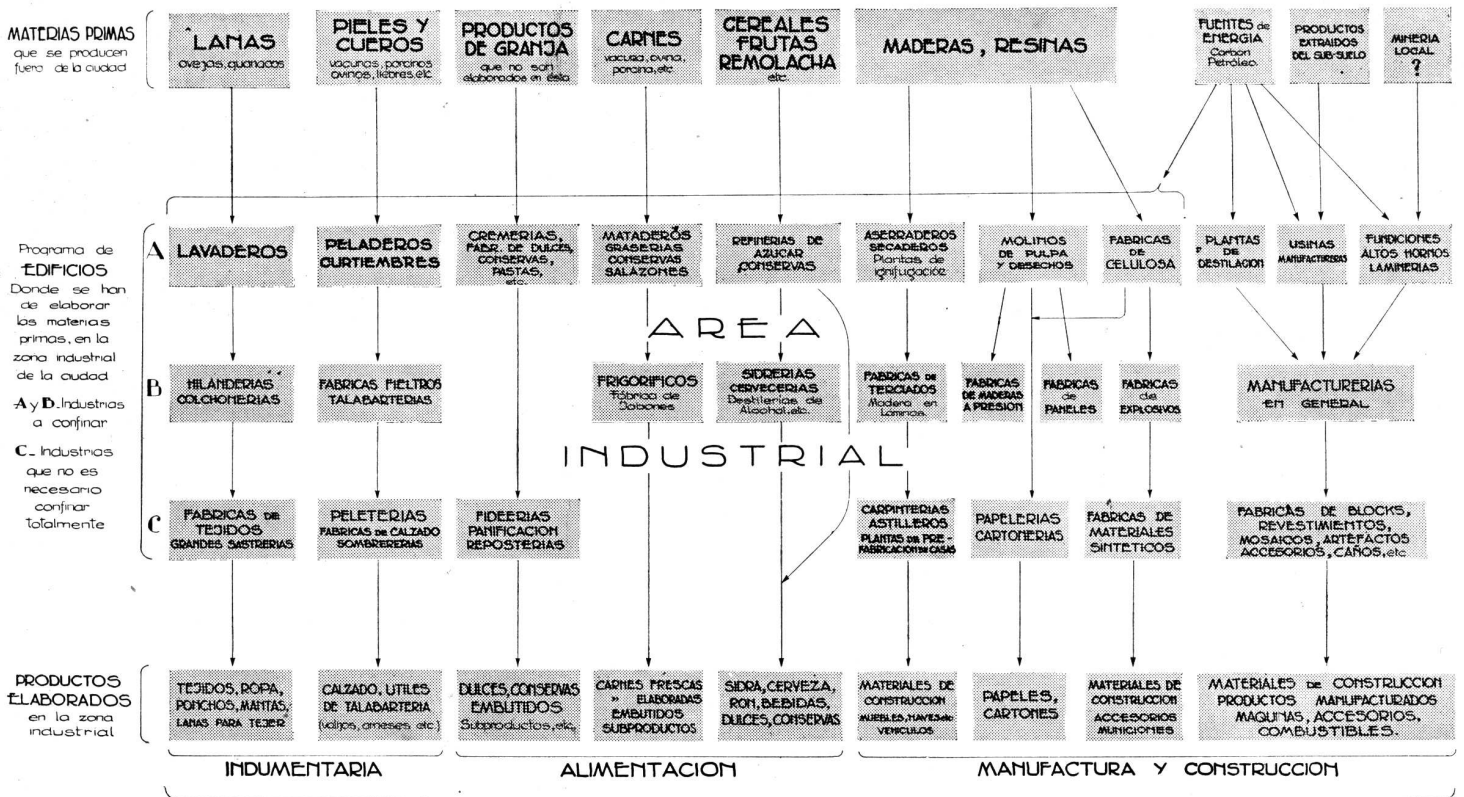 MATERIAS PRIMAS
que se producen
fuera de la ciudad
LANAS
ovejas, guanacos
PIELES Y
CUEROS
vacunos, porcinos
ovinos, liebres, etc.
PRODUCTOS
DE GRANJA
que no son
elaborados en ésta
CARNES
vacuna, ovina,
porcina, etc.
CEREALES
FRUTAS
REMOLACHA
etc.
MADERAS, RESINAS
FUENTES de
ENERGIA
Carbon
Petróleo.
PRODUCTOS
EXTRAIDOS
DEL SUB-SUELO
MINERIA
LOCAL
?
Programa de
EDIFICIOS
Donde se han
de elaborar
las materias
primas, en la
zona industrial
de la ciudad
A y B. Industrias
a confinar
C_ Industrias
que no es
necesario
confinar
totalmente
A
LAVADEROS
PELADEROS
CURTIEMBRES
CREMERIAS,
FABR. DE DULCES,
CONSERVAS,
PASTAS,
etc.
MATADEROS
GRASERIAS
CONSERVAS
SALAZONES
REFINERIAS DE
AZUCAR
CONSERVAS
ASERRADEROS
SECADEROS
Plantas de
ignifugación
MOLINOS
DE PULPA
Y DESECHOS
FABRICAS
DE
CELULOSA
PLANTAS
DE
DESTILACION
USINAS
MANUFACTURERAS
FUNDICIONES
ALTOS HORNOS
LAMINERIAS
AREA
B
HILANDERIAS
COLCHONERIAS
FABRICAS FIELTROS
TALABARTERIAS
FRIGORIFICOS
Fábrica de
Jabones
SIDRERIAS
CERVECERIAS
Destilerias de
Alcohol, etc.
FABRICAS DE
TERCIADOS
Madera en
Laminas.
FABRICAS
DE MADERAS
A PRESION
FABRICAS
de
PANELES
FABRICAS
de
EXPLOSIVOS
MANUFACTURERIAS
EN GENERAL
INDUSTRIAL
C
FABRICAS DE
TEJIDOS
GRANDES SASTRERIAS
PELETERIAS
FABRICAS DE CALZADO
SOMBRERERIAS
FIDEERIAS
PANIFICACION
REPOSTERIAS
CARPINTERIAS
ASTILLEROS
PLANTAS DE PRE-
FABRICACION DE CASAS
PAPELERIAS
CARTONERIAS
FABRICAS DE
MATERIALES
SINTETICOS
FABRICAS DE BLOCKS,
REVESTIMIENTOS,
MOSAICOS, ARTEFACTOS
ACCESORIOS, CAÑOS, etc
PRODUCTOS
ELABORADOS
en la zona
industrial
TEJIDOS, ROPA,
PONCHOS, MANTAS,
LANAS PARA TEJER
CALZADO, UTILES
DE TALABARTERIA
(valijas, arneses etc.)
DULCES, CONSERVAS
EMBUTIDOS
Subproductos, etc,
CARNES FRESCAS
ELABORADAS
EMBUTIDOS
SUBPRODUCTOS
SIDRA, CERVEZA,
RON, BEBIDAS,
DULCES, CONSERVAS
MATERIALES DE
CONSTRUCCION
MUEBLES, NAVES, etc
VEHICULOS
PAPELES,
CARTONES
MATERIALES DE
CONSTRUCCION
ACCESORIOS
MUNICIONES
MATERIALES DE CONSTRUCCION
PRODUCTOS MANUFACTURADOS
MAQUINAS, ACCESORIOS,
COMBUSTIBLES.
INDUMENTARIA
ALIMENTACION
MANUFACTURA Y CONSTRUCCION